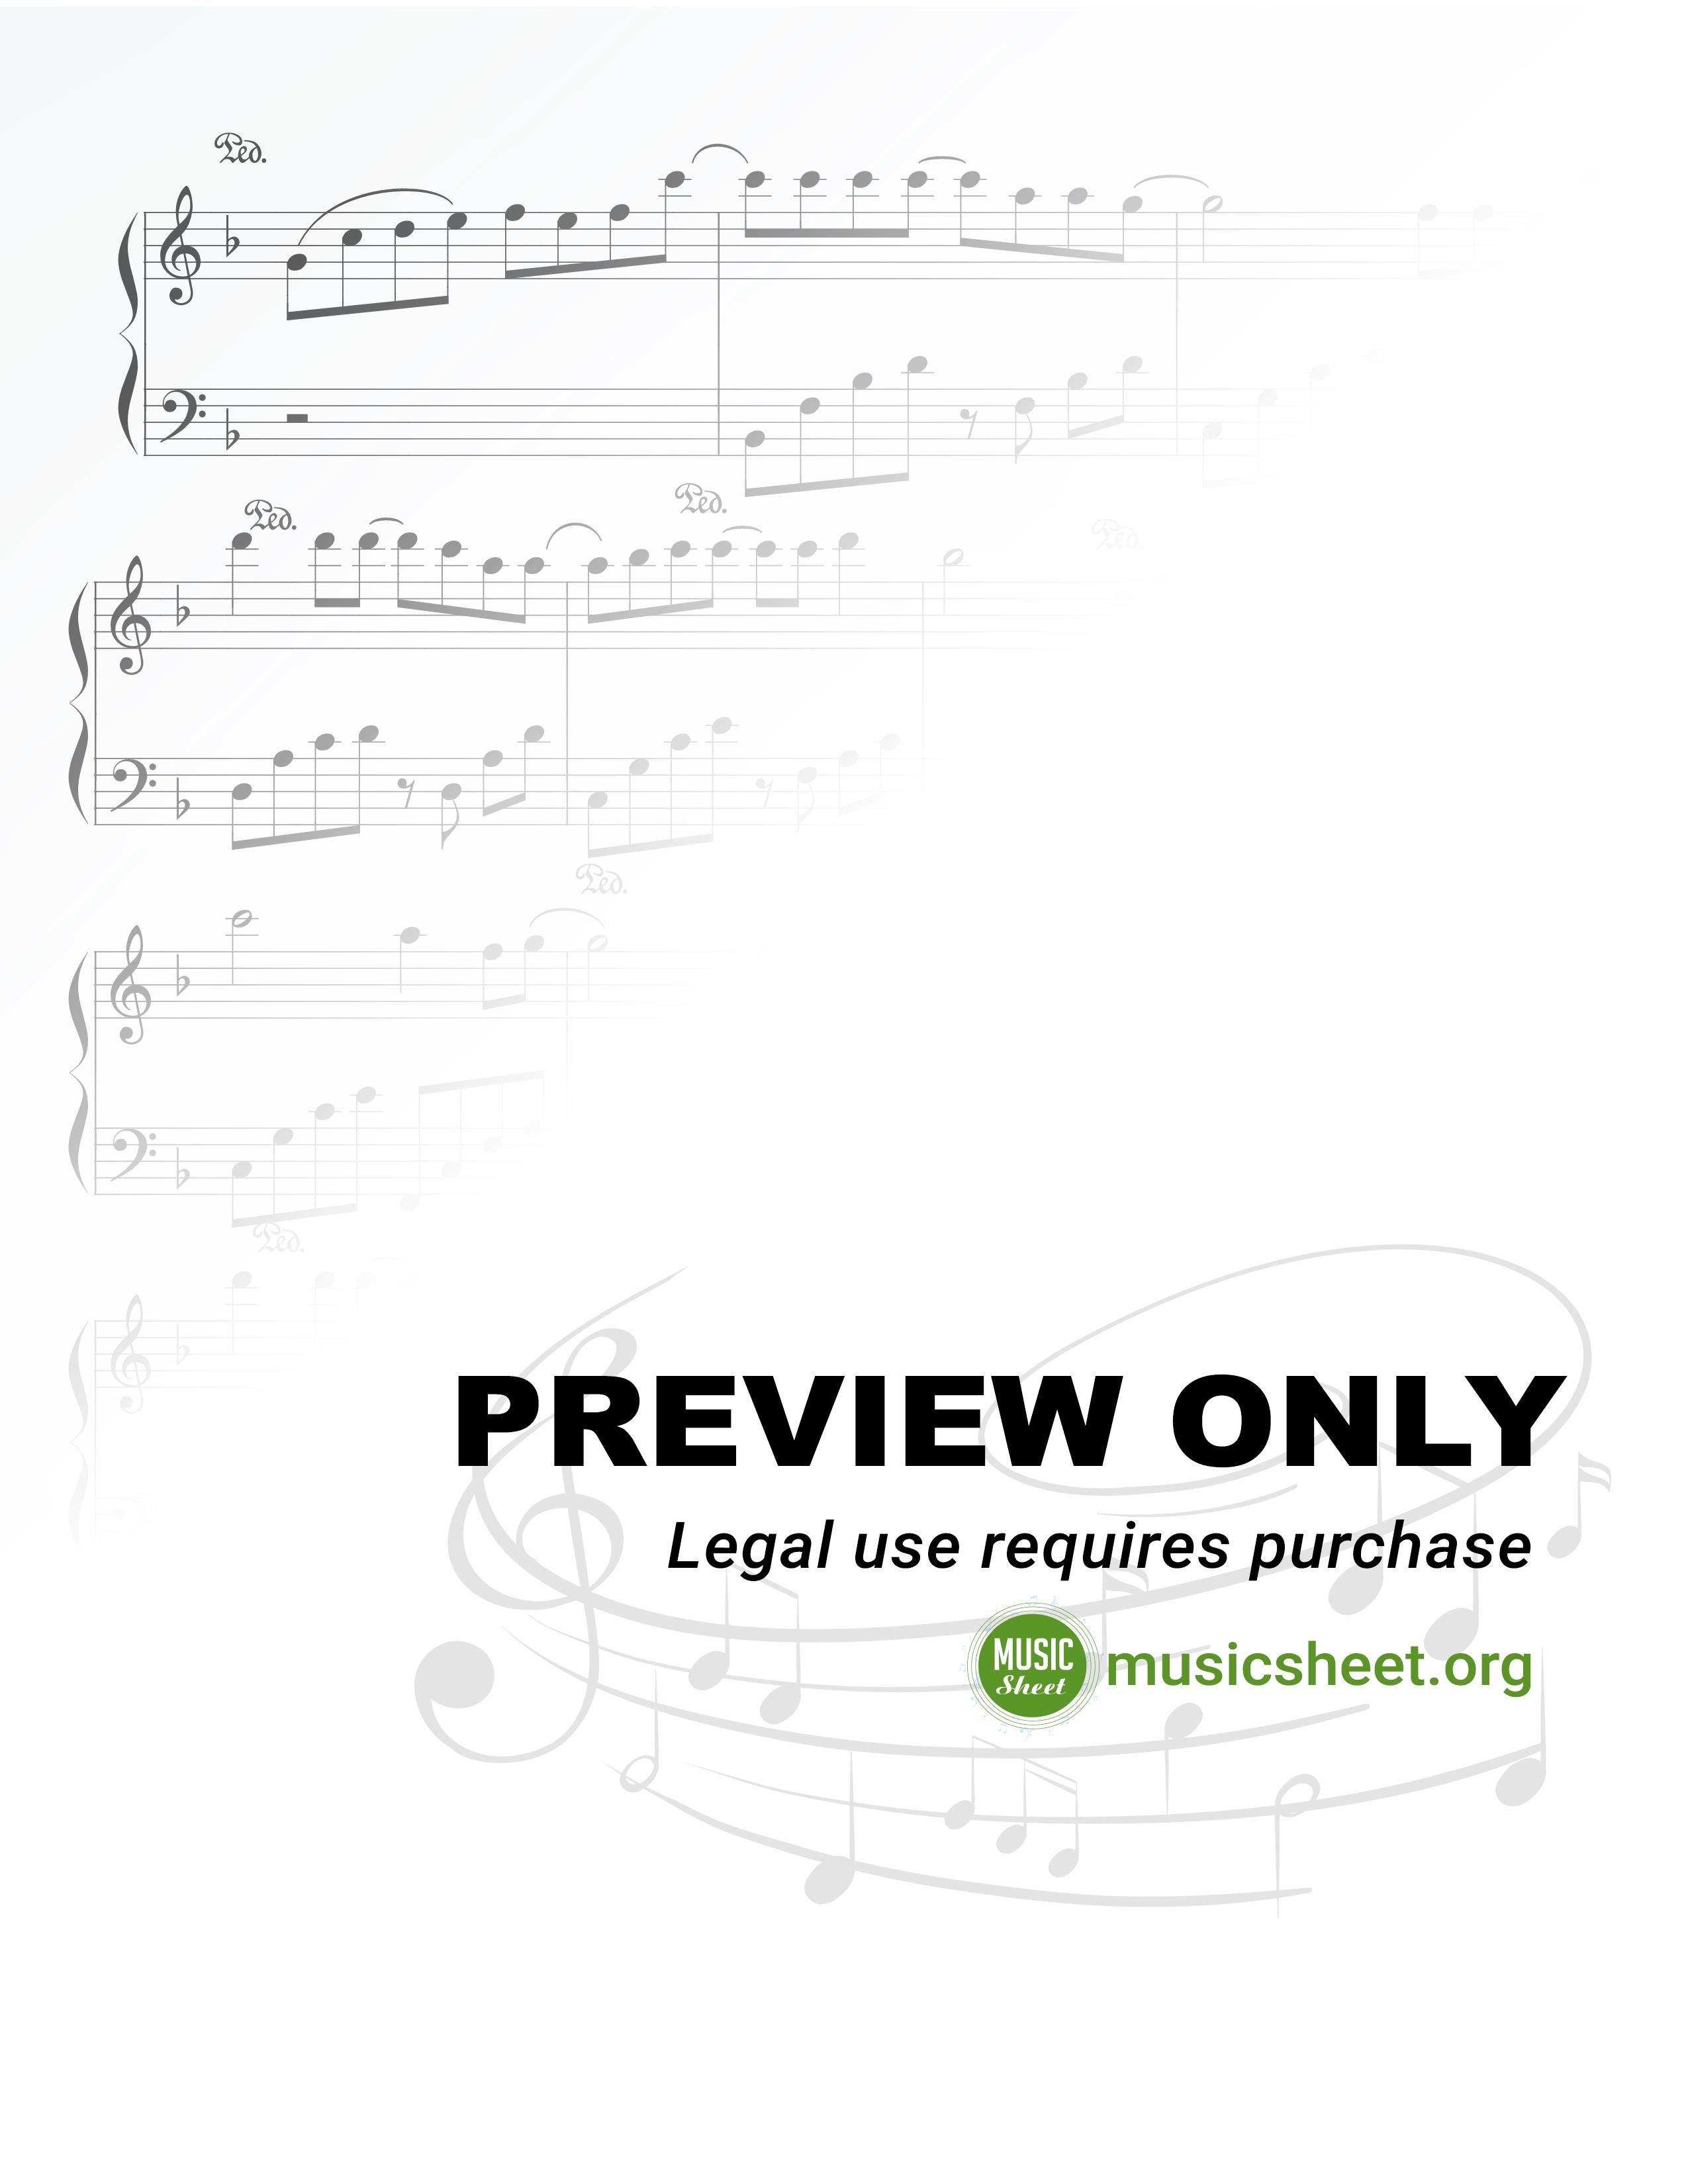 Ped.
Ped.
Ped.
Ped.
Ped.
Ped.
PREVIEW ONLY
Legal use requires purchase
MUSIC
Sheet
musicsheet.org